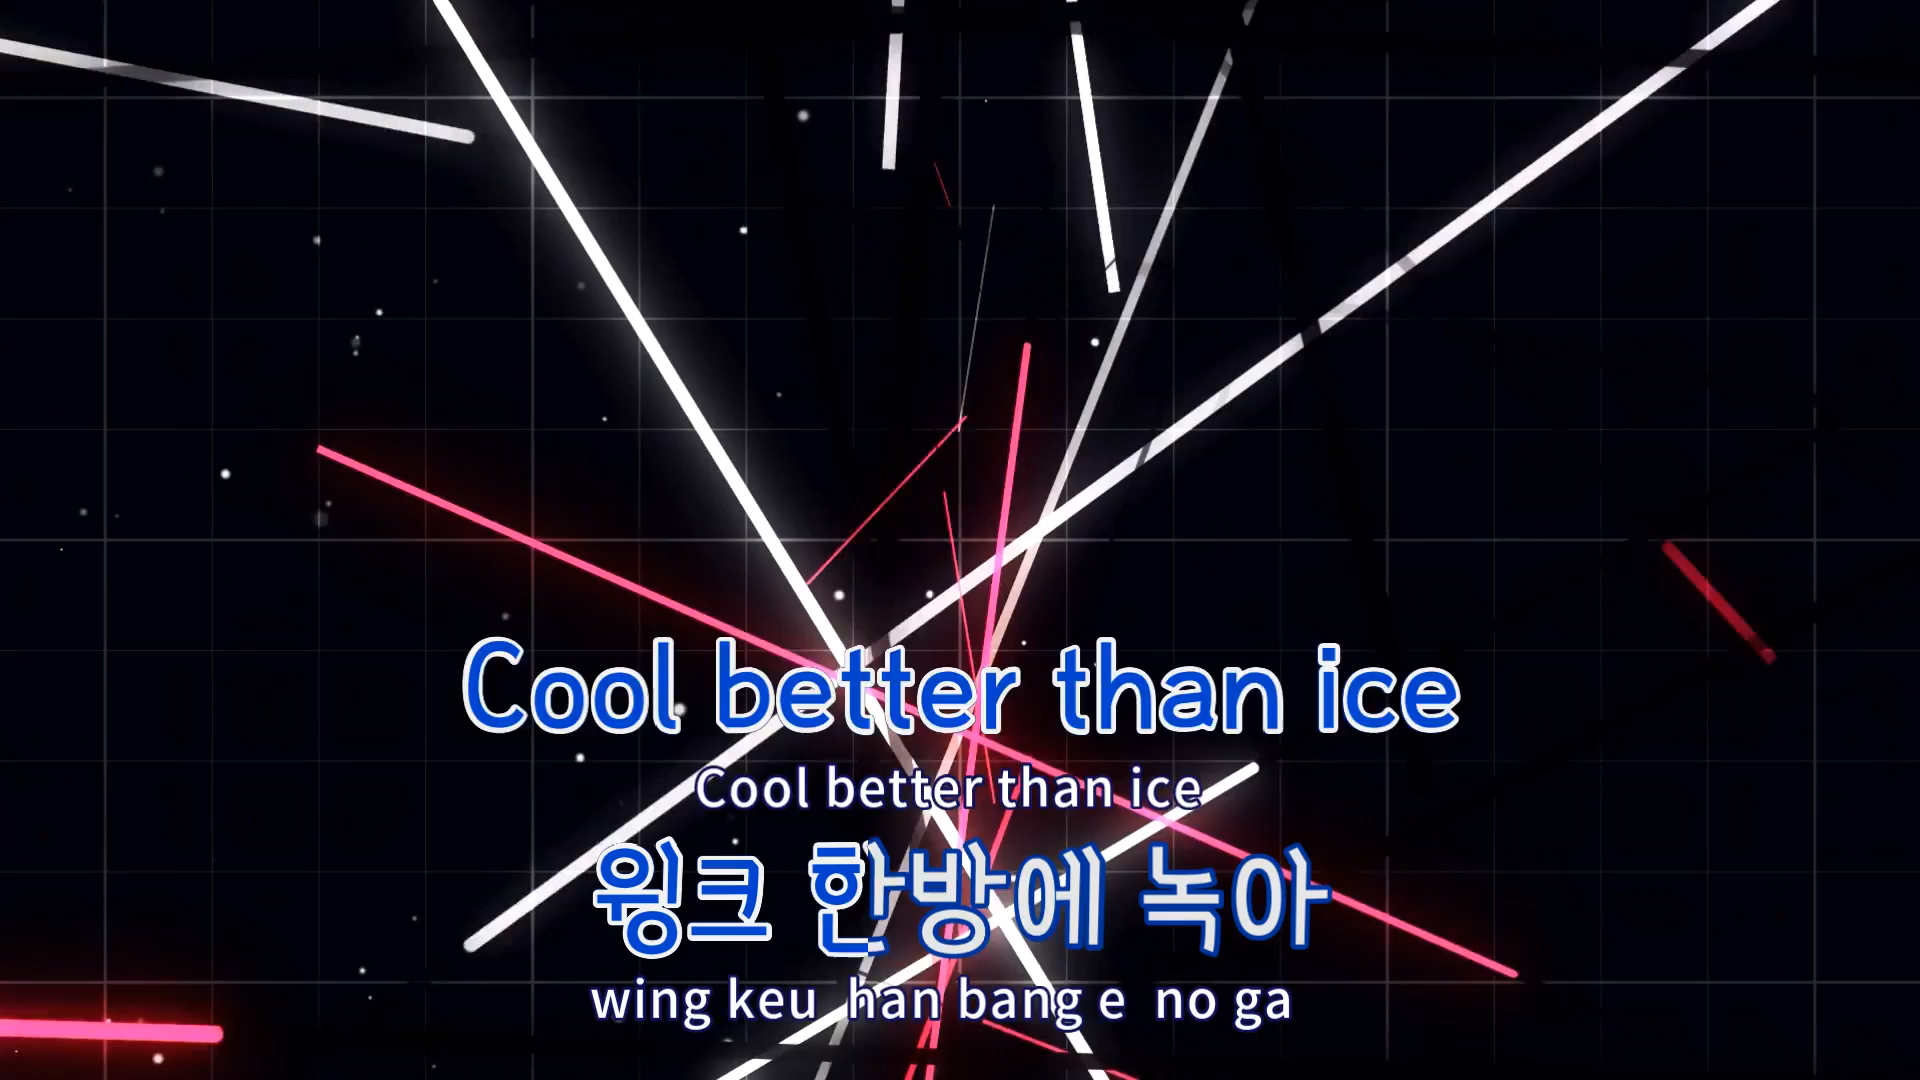 Cool better than ice
Cool better than ice
윙크 한방에 녹아
wing keu han bang e no ga